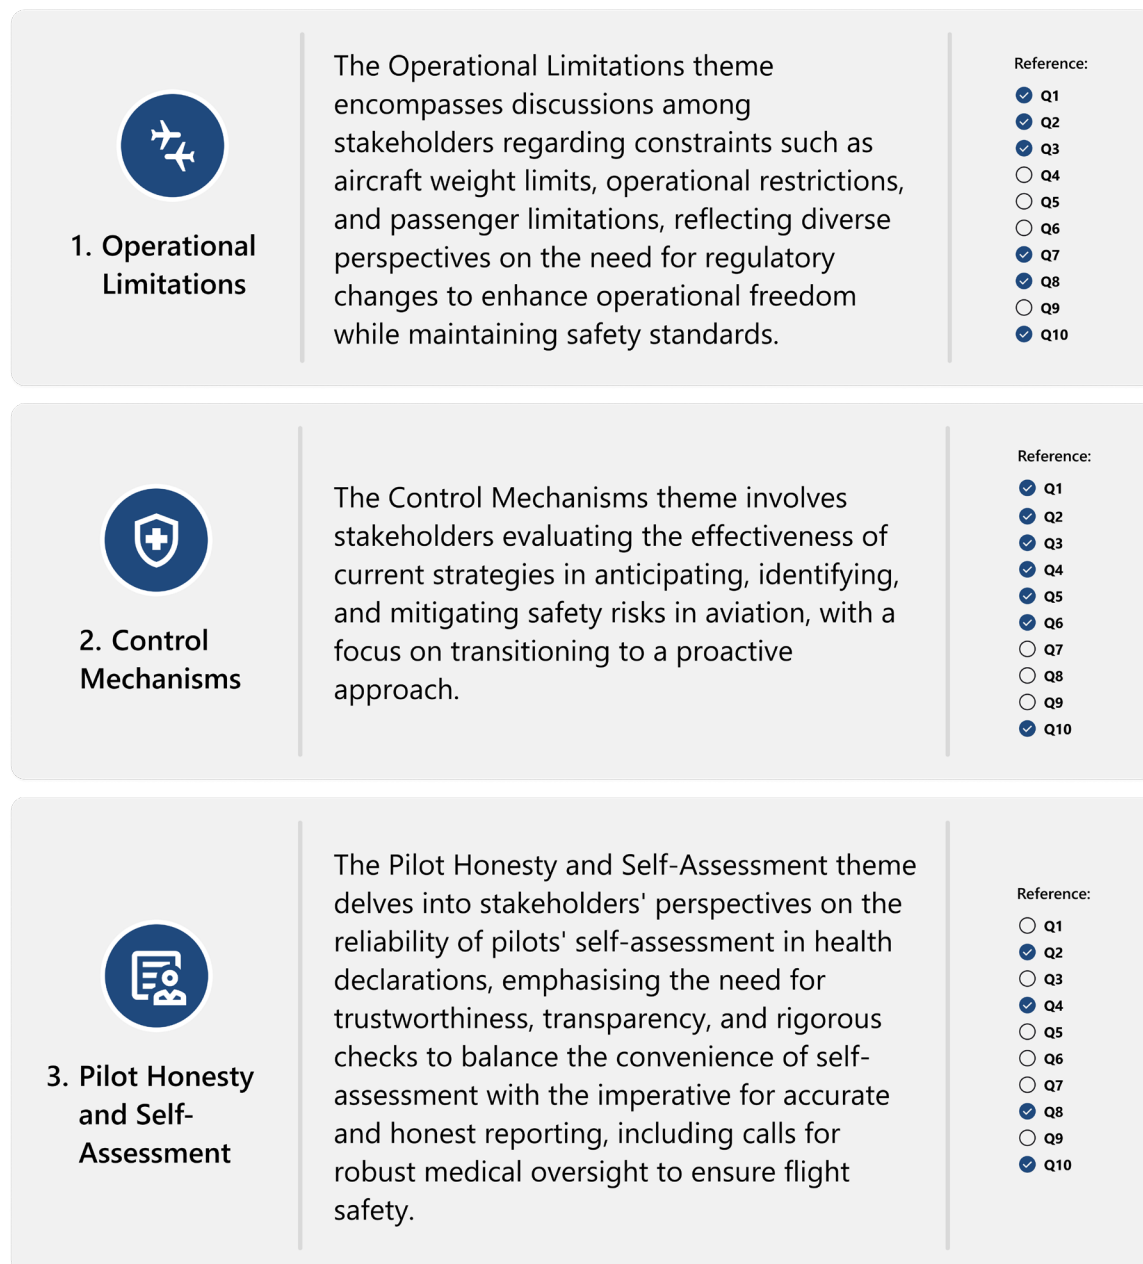 1. Operational
Limitations
The Operational Limitations theme
encompasses discussions among
stakeholders regarding constraints such as
aircraft weight limits, operational restrictions,
and passenger limitations, reflecting diverse
perspectives on the need for regulatory
changes to enhance operational freedom
while maintaining safety standards.
Reference:
Q1
Q2
Q3
Q4
Q5
Q6
Q7
Q8
Q9
Q10
2. Control
Mechanisms
The Control Mechanisms theme involves
stakeholders evaluating the effectiveness of
current strategies in anticipating, identifying,
and mitigating safety risks in aviation, with a
focus on transitioning to a proactive
approach.
Reference:
Q1
Q2
Q3
Q4
Q5
Q6
Q7
Q8
Q9
Q10
3. Pilot Honesty
and Self-
Assessment
The Pilot Honesty and Self-Assessment theme
delves into stakeholders' perspectives on the
reliability of pilots' self-assessment in health
declarations, emphasising the need for
trustworthiness, transparency, and rigorous
checks to balance the convenience of self-
assessment with the imperative for accurate
and honest reporting, including calls for
robust medical oversight to ensure flight
safety.
Reference:
Q1
Q2
Q3
Q4
Q5
Q6
Q7
Q8
Q9
Q10